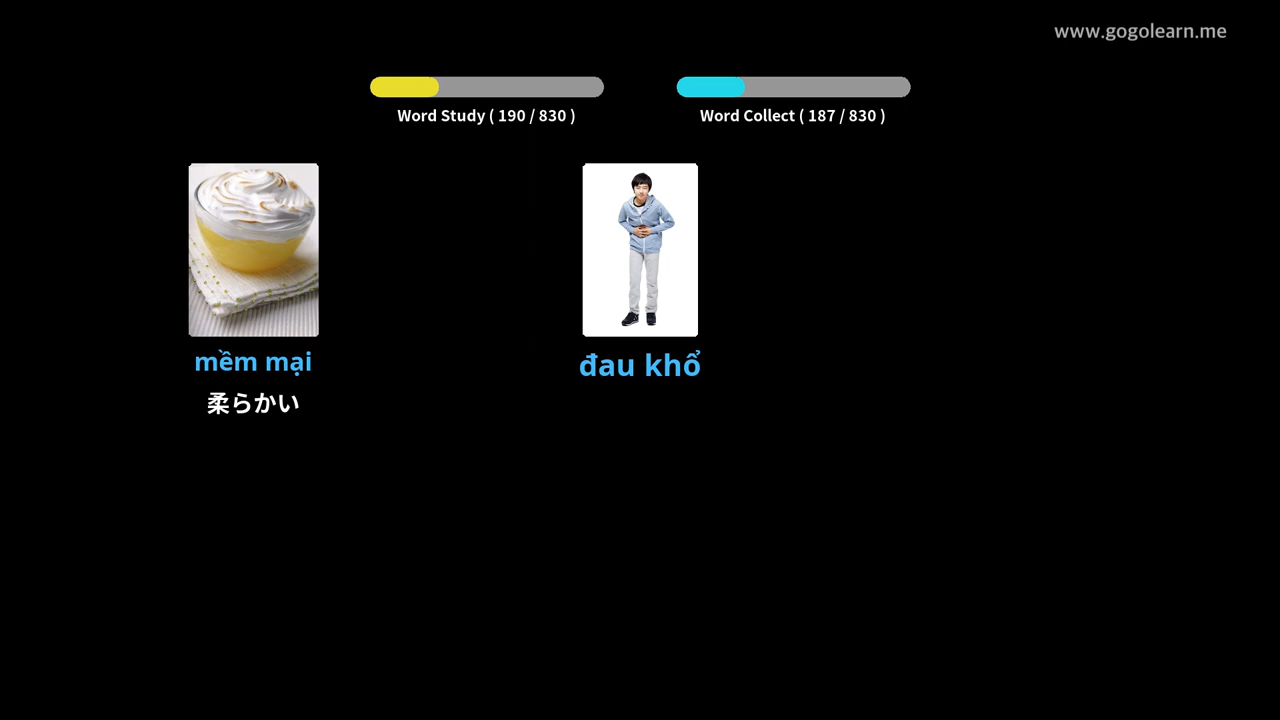 www.gogolearn.me
Word Study ( 190 / 830 )
Word Collect ( 187 / 830 )
mềm mại
柔らかい
đau khổ